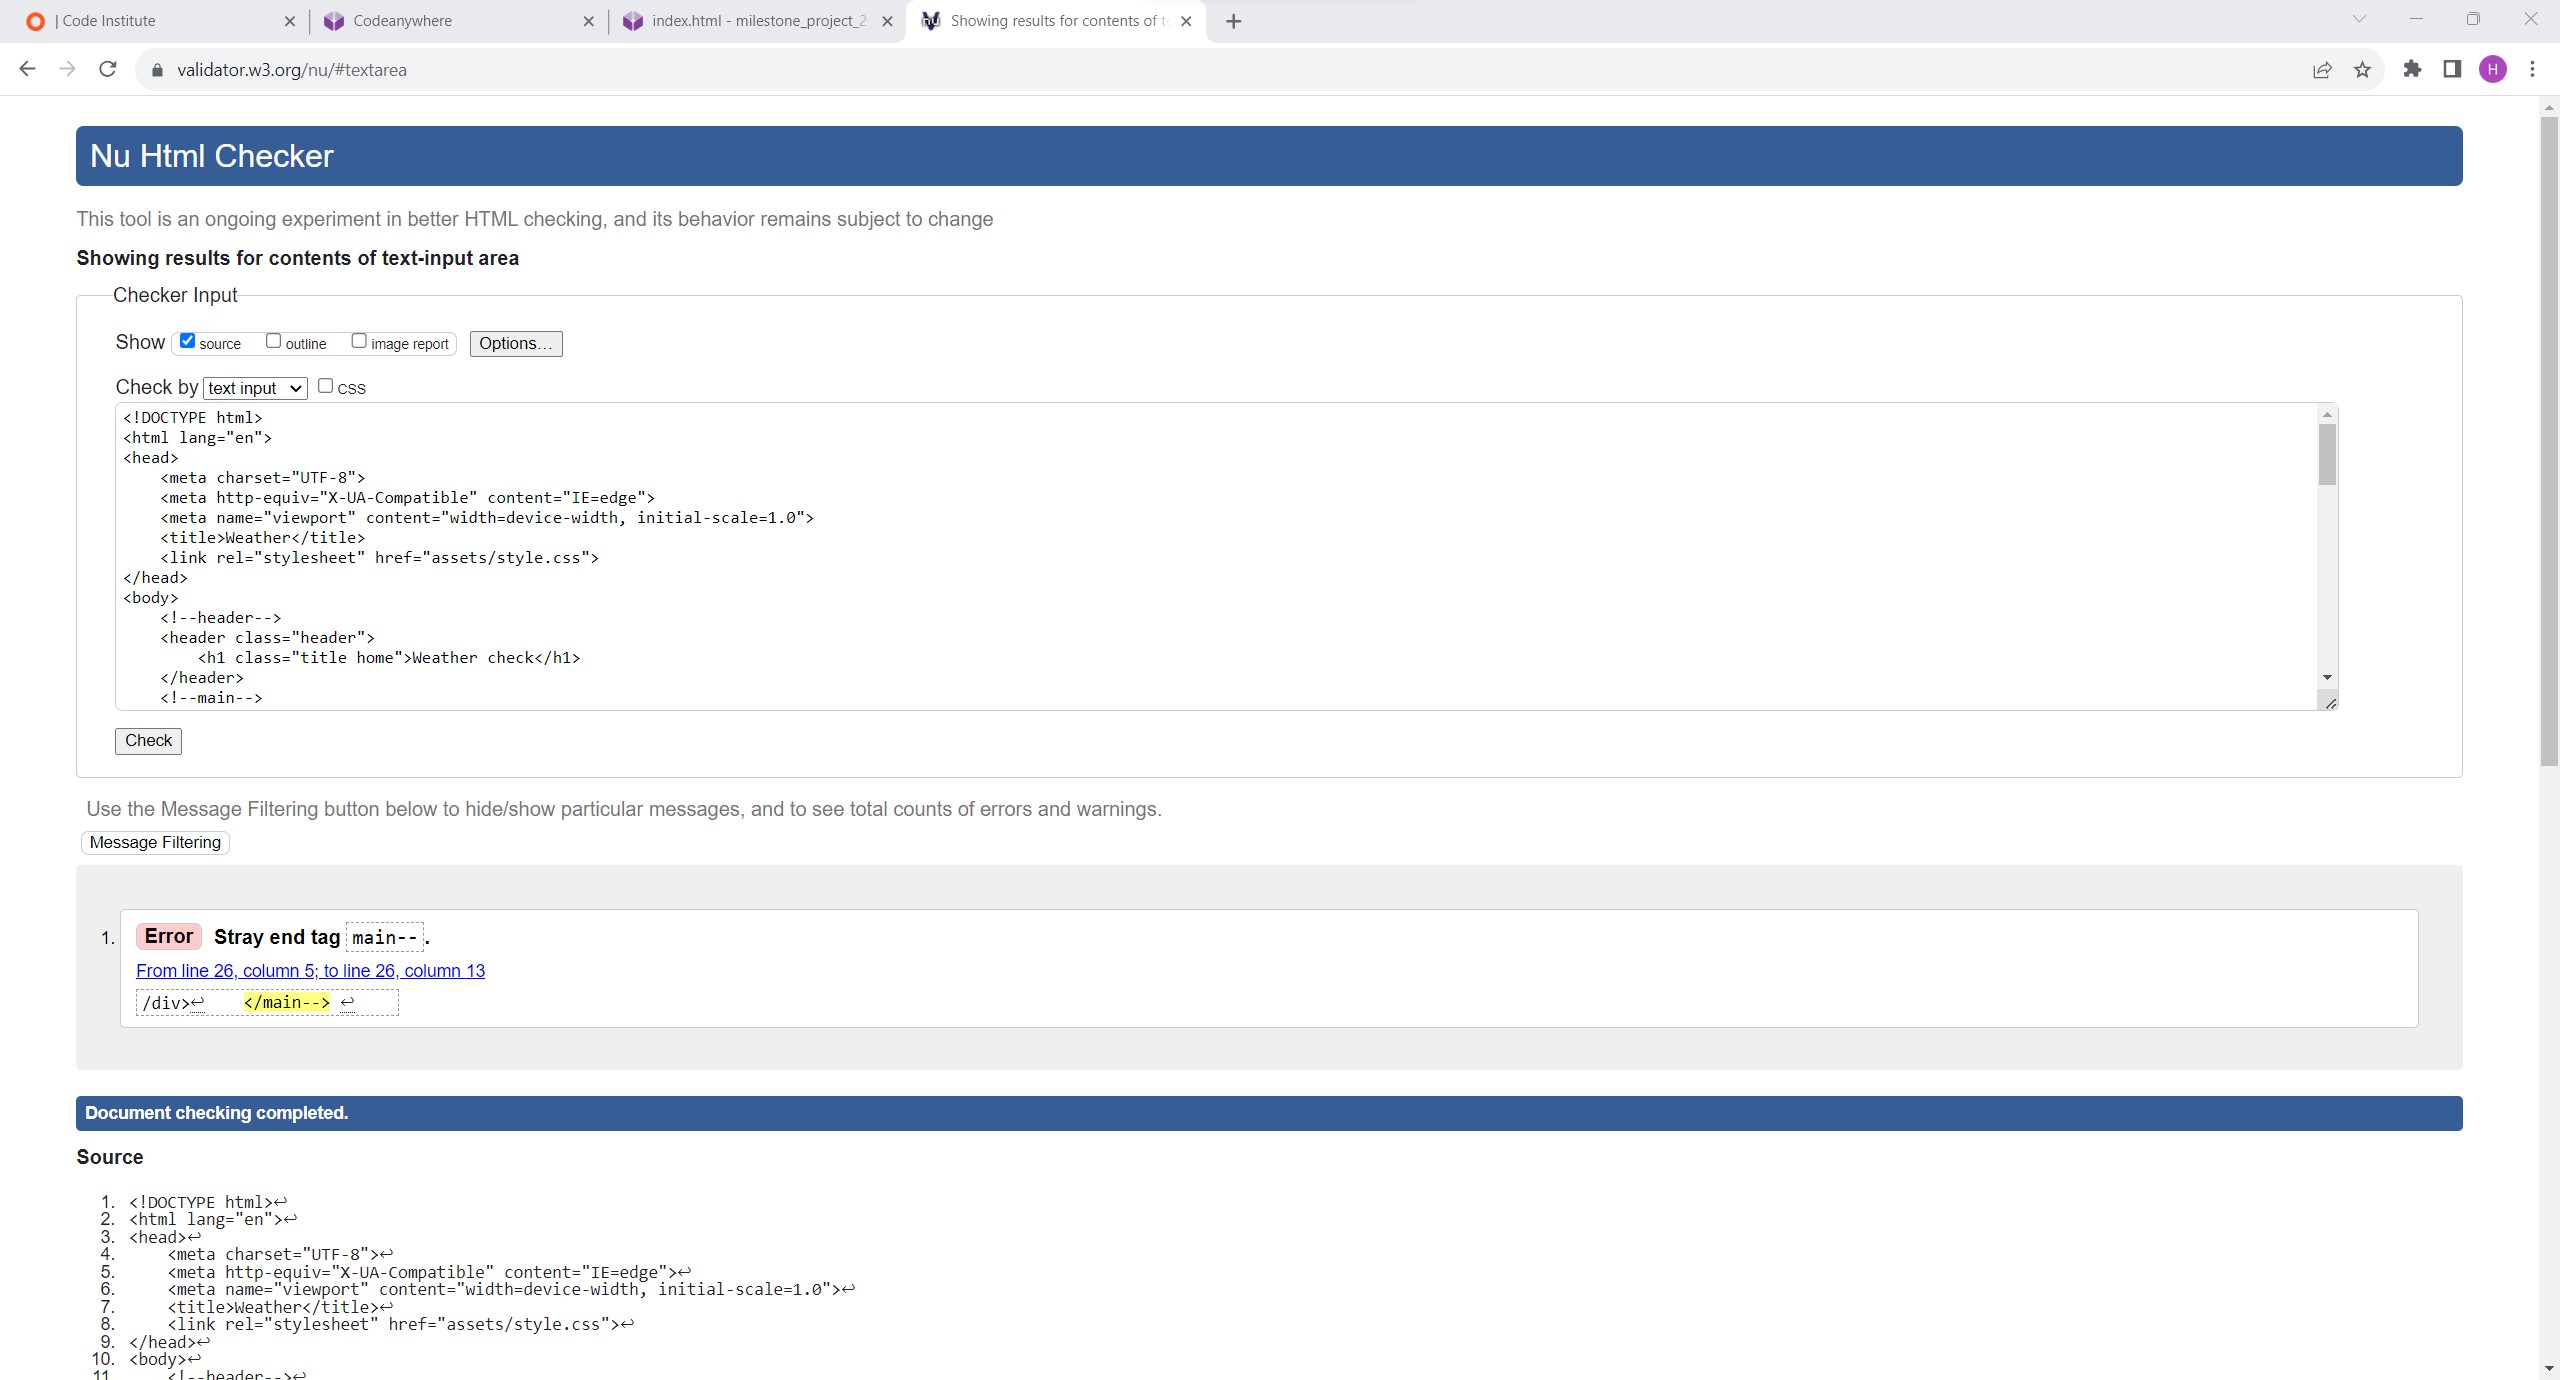 | Code Institute
Codeanywhere
index.html - milestone_project_2
Showing results for contents of te
validator.w3.org/nu/#textarea
H
Nu Html Checker
This tool is an ongoing experiment in better HTML checking, and its behavior remains subject to change
Showing results for contents of text-input area
Checker Input
Show source outline image report Options...
Check by text input css
<!DOCTYPE html>
<html lang="en">
<head>
    <meta charset="UTF-8">
    <meta http-equiv="X-UA-Compatible" content="IE=edge">
    <meta name="viewport" content="width=device-width, initial-scale=1.0">
    <title>Weather</title>
    <link rel="stylesheet" href="assets/style.css">
</head>
<body>
    <!--header-->
    <header class="header">
        <h1 class="title home">Weather check</h1>
    </header>
    <!--main-->
Check
Use the Message Filtering button below to hide/show particular messages, and to see total counts of errors and warnings.
Message Filtering
1. Error Stray end tag main--.
From line 26, column 5; to line 26, column 13
/div>↩    </main--> ↩
Document checking completed.
Source
1. <!DOCTYPE html>↩
2. <html lang="en">↩
3. <head>↩
4.     <meta charset="UTF-8">↩
5.     <meta http-equiv="X-UA-Compatible" content="IE=edge">↩
6.     <meta name="viewport" content="width=device-width, initial-scale=1.0">↩
7.     <title>Weather</title>↩
8.     <link rel="stylesheet" href="assets/style.css">↩
9. </head>↩
10. <body>↩
11.     <!--header-->↩